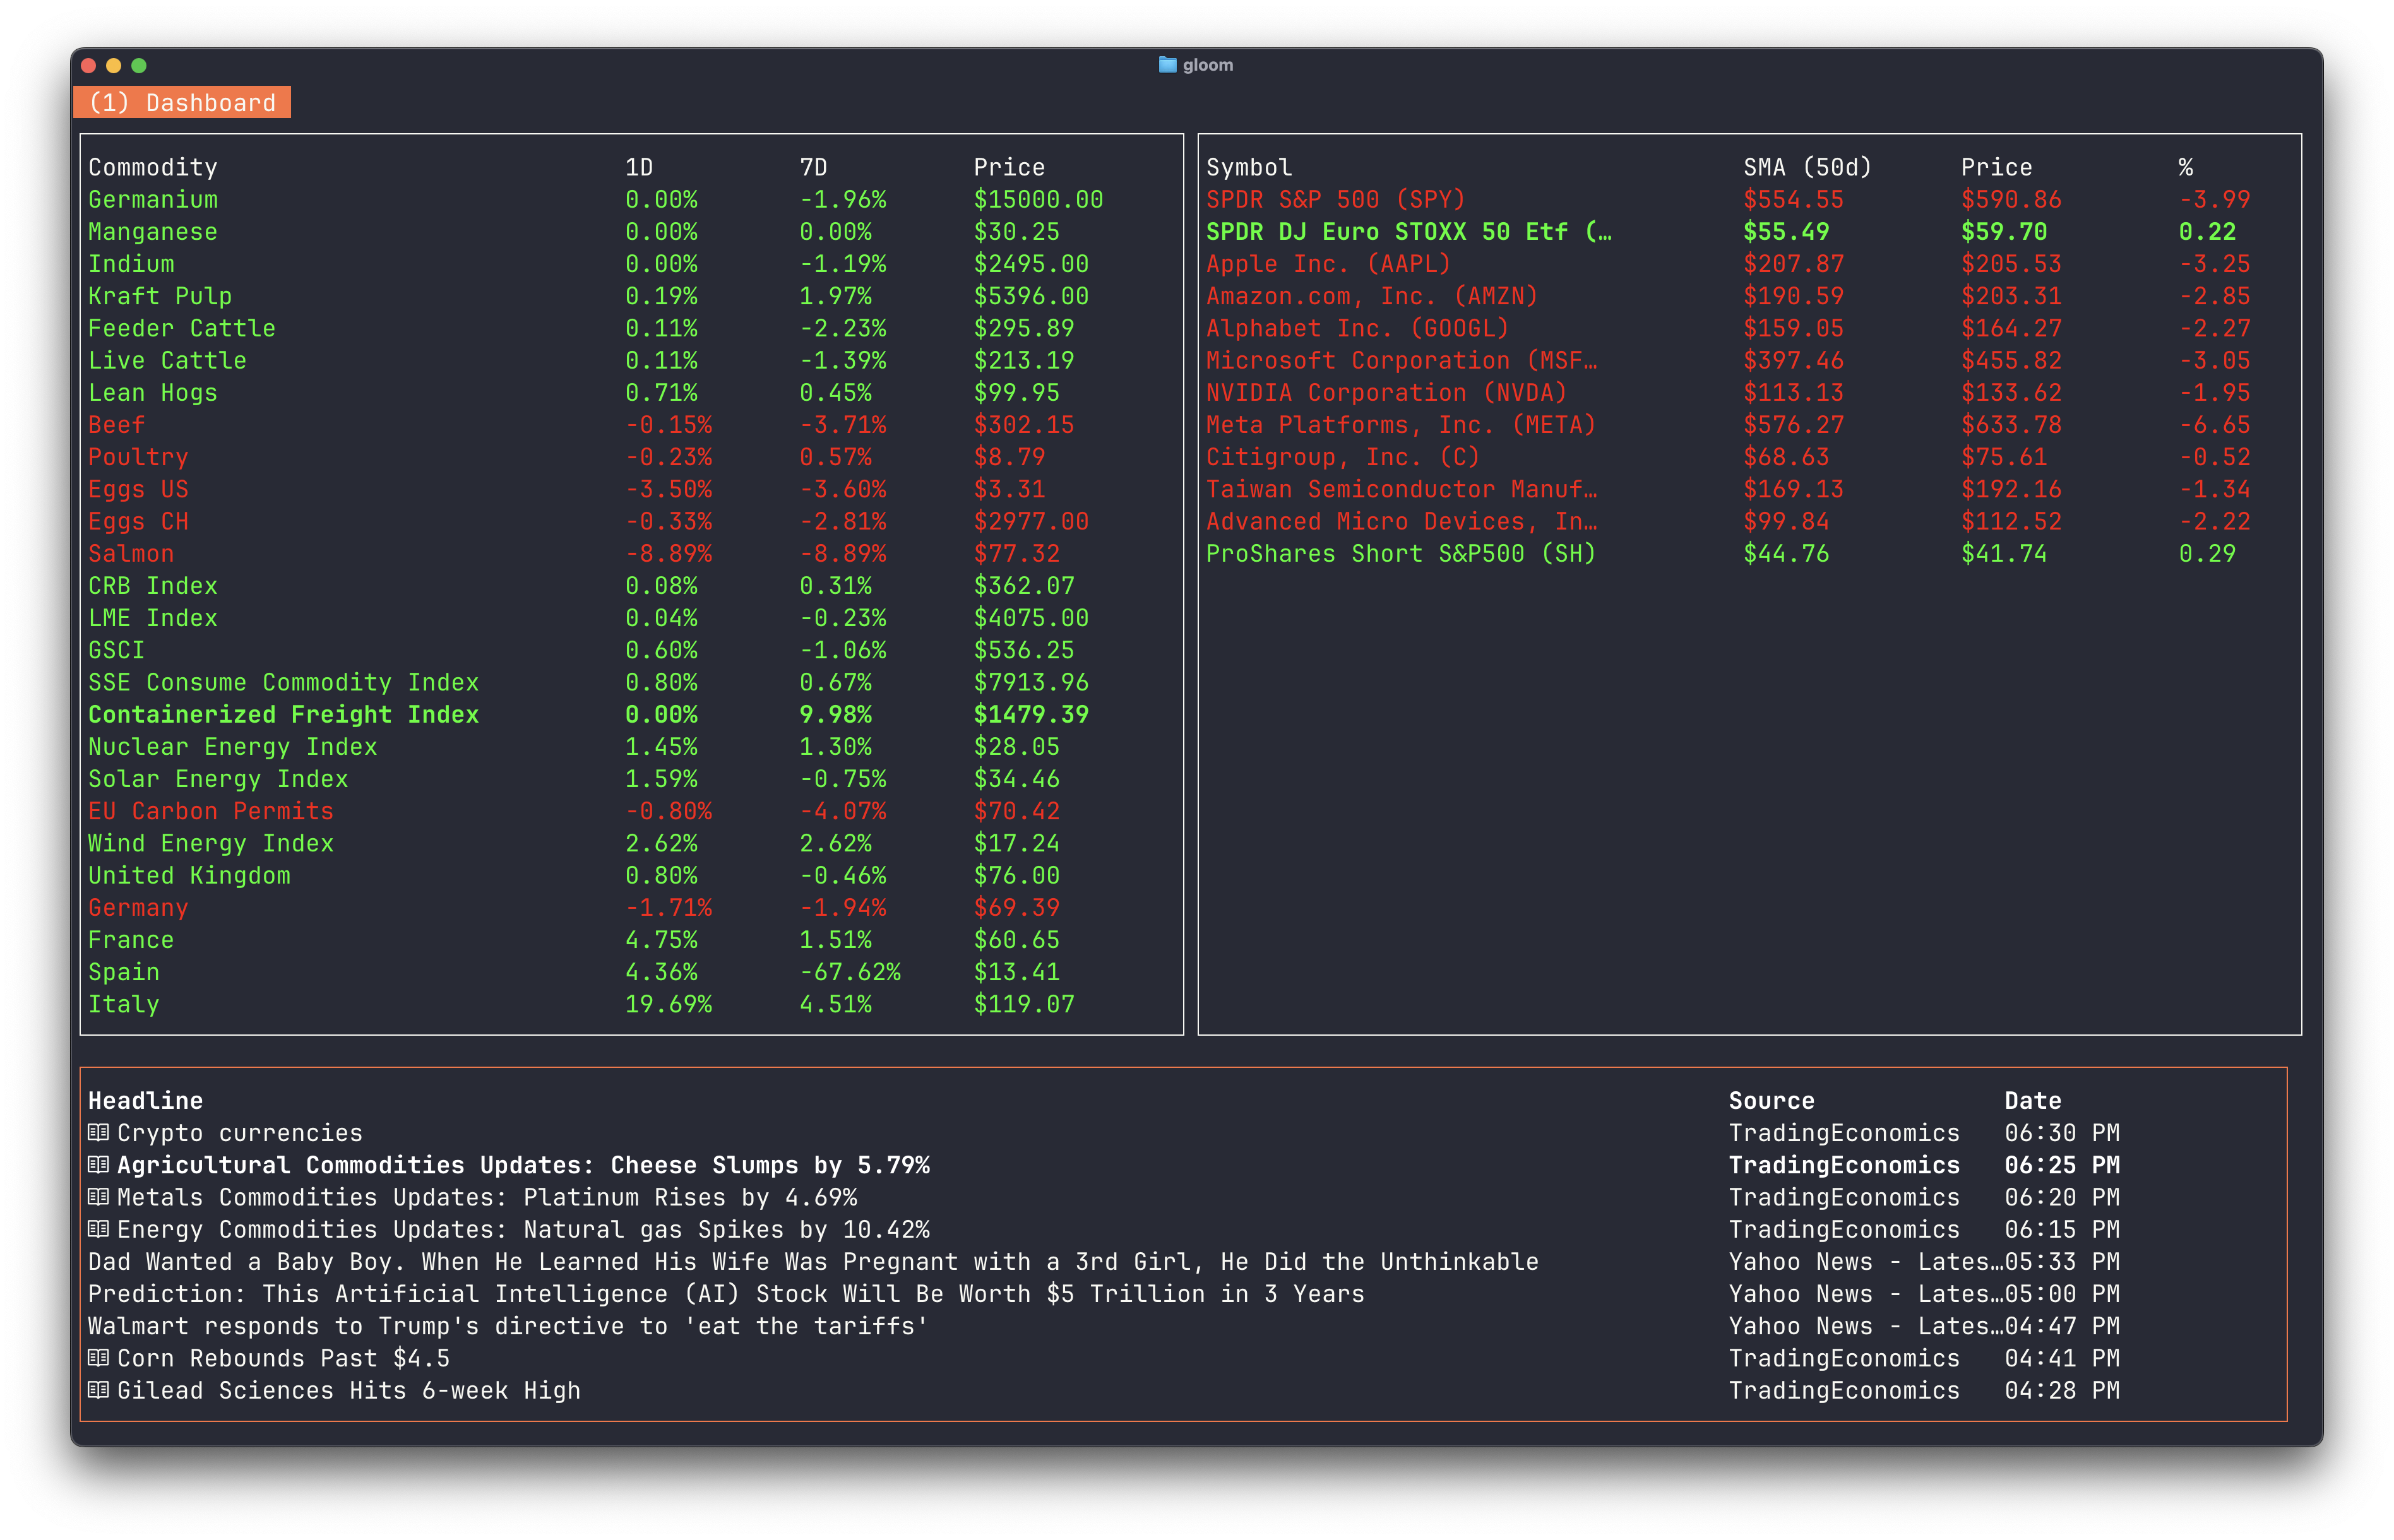 gloom
(1) Dashboard
Commodity 1D 7D Price
Germanium 0.00% -1.96% $15000.00
Manganese 0.00% 0.00% $30.25
Indium 0.00% -1.19% $2495.00
Kraft Pulp 0.19% 1.97% $5396.00
Feeder Cattle 0.11% -2.23% $295.89
Live Cattle 0.11% -1.39% $213.19
Lean Hogs 0.71% 0.45% $99.95
Beef -0.15% -3.71% $302.15
Poultry -0.23% 0.57% $8.79
Eggs US -3.50% -3.60% $3.31
Eggs CH -0.33% -2.81% $2977.00
Salmon -8.89% -8.89% $77.32
CRB Index 0.08% 0.31% $362.07
LME Index 0.04% -0.23% $4075.00
GSCI 0.60% -1.06% $536.25
SSE Consume Commodity Index 0.80% 0.67% $7913.96
Containerized Freight Index 0.00% 9.98% $1479.39
Nuclear Energy Index 1.45% 1.30% $28.05
Solar Energy Index 1.59% -0.75% $34.46
EU Carbon Permits -0.80% -4.07% $70.42
Wind Energy Index 2.62% 2.62% $17.24
United Kingdom 0.80% -0.46% $76.00
Germany -1.71% -1.94% $69.39
France 4.75% 1.51% $60.65
Spain 4.36% -67.62% $13.41
Italy 19.69% 4.51% $119.07
Symbol SMA (50d) Price %
SPDR S&P 500 (SPY) $554.55 $590.86 -3.99
SPDR DJ Euro STOXX 50 Etf (… $55.49 $59.70 0.22
Apple Inc. (AAPL) $207.87 $205.53 -3.25
Amazon.com, Inc. (AMZN) $190.59 $203.31 -2.85
Alphabet Inc. (GOOGL) $159.05 $164.27 -2.27
Microsoft Corporation (MSF… $397.46 $455.82 -3.05
NVIDIA Corporation (NVDA) $113.13 $133.62 -1.95
Meta Platforms, Inc. (META) $576.27 $633.78 -6.65
Citigroup, Inc. (C) $68.63 $75.61 -0.52
Taiwan Semiconductor Manuf… $169.13 $192.16 -1.34
Advanced Micro Devices, In… $99.84 $112.52 -2.22
ProShares Short S&P500 (SH) $44.76 $41.74 0.29
Headline Source Date
Crypto currencies TradingEconomics 06:30 PM
Agricultural Commodities Updates: Cheese Slumps by 5.79% TradingEconomics 06:25 PM
Metals Commodities Updates: Platinum Rises by 4.69% TradingEconomics 06:20 PM
Energy Commodities Updates: Natural gas Spikes by 10.42% TradingEconomics 06:15 PM
Dad Wanted a Baby Boy. When He Learned His Wife Was Pregnant with a 3rd Girl, He Did the Unthinkable Yahoo News - Lates…05:33 PM
Prediction: This Artificial Intelligence (AI) Stock Will Be Worth $5 Trillion in 3 Years Yahoo News - Lates…05:00 PM
Walmart responds to Trump's directive to 'eat the tariffs' Yahoo News - Lates…04:47 PM
Corn Rebounds Past $4.5 TradingEconomics 04:41 PM
Gilead Sciences Hits 6-week High TradingEconomics 04:28 PM